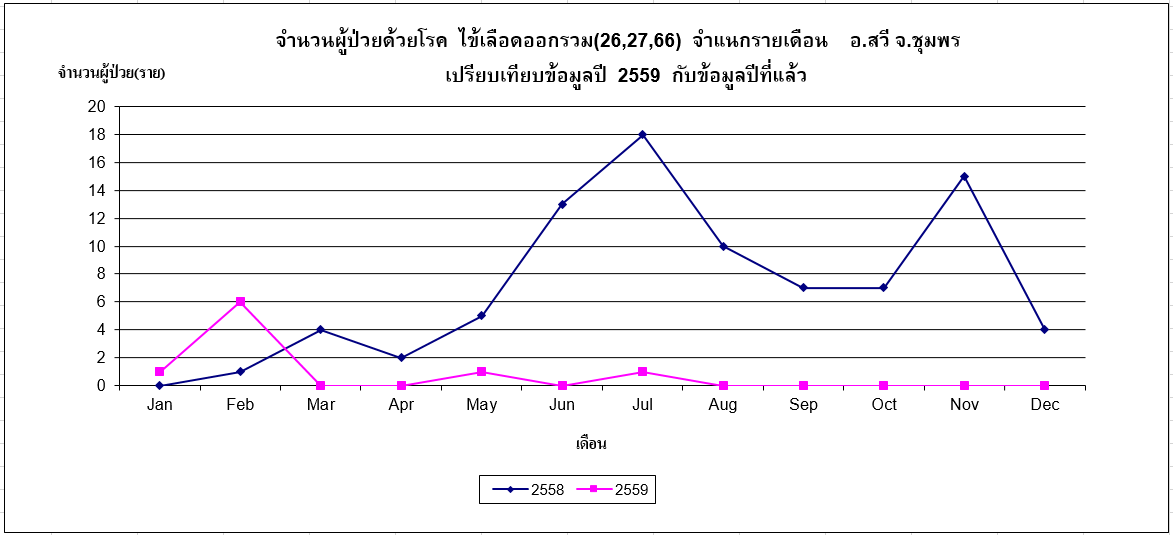 จำนวนผู้ป่วยด้วยโรค ไข้เลือดออกรวม(26,27,66) จำแนกรายเดือน อ.สวี จ.ชุมพร
เปรียบเทียบข้อมูลปี 2559 กับข้อมูลปีที่แล้ว
จำนวนผู้ป่วย(ราย)
20
18
16
14
12
10
8
6
4
2
0
Jan Feb Mar Apr May Jun Jul Aug Sep Oct Nov Dec
เดือน
2558 2559